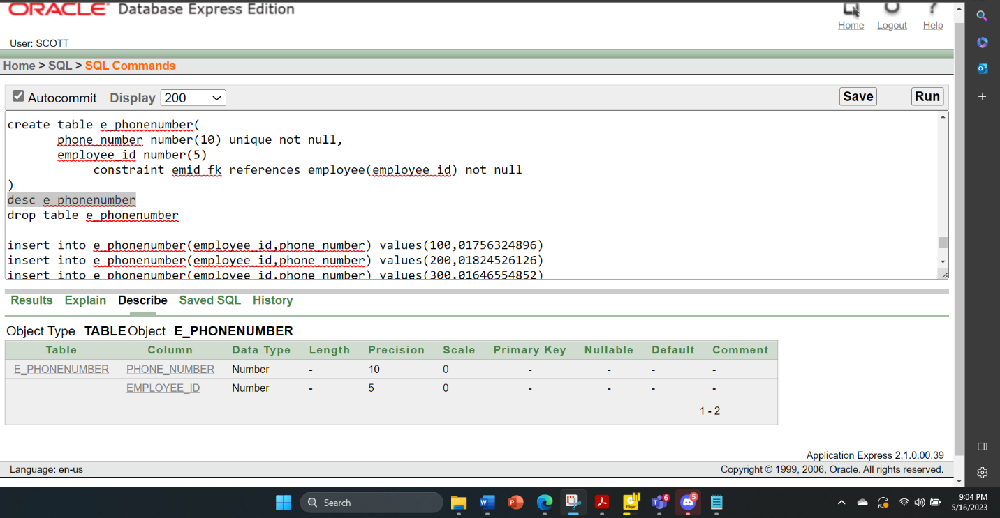 ORACLE Database Express Edition
Home Logout Help
User: SCOTT
Home > SQL > SQL Commands
Autocommit Display 200 Save Run
create table e_phonenumber(
phone_number number(10) unique not null,
employee_id number(5)
constraint emid_fk references employee(employee_id) not null
)
desc e_phonenumber
drop table e_phonenumber
insert into e_phonenumber(employee_id,phone_number) values(100,01756324896)
insert into e_phonenumber(employee_id,phone_number) values(200,01824526126)
insert into e_phonenumber(employee_id,phone_number) values(300,01646554852)
Results Explain Describe Saved SQL History
Object Type TABLE Object E_PHONENUMBER
Table Column Data Type Length Precision Scale Primary Key Nullable Default Comment
E_PHONENUMBER PHONE_NUMBER Number - 10 0 - - - -
EMPLOYEE_ID Number - 5 0 - - - -
1 - 2
Application Express 2.1.0.00.39
Language: en-us Copyright © 1999, 2006, Oracle. All rights reserved.
Search 6 5 9:04 PM
5/16/2023